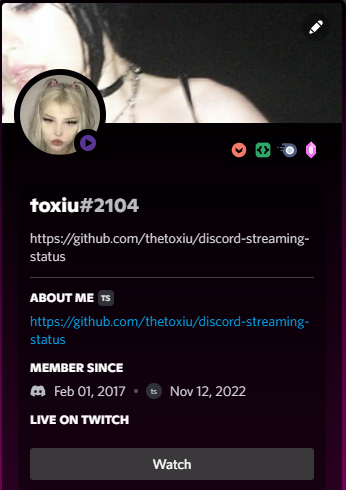 toxiu#2104
https://github.com/thetoxiu/discord-streaming-
status
ABOUT ME TS
https://github.com/thetoxiu/discord-streaming-
status
MEMBER SINCE
Feb 01, 2017 • ts Nov 12, 2022
LIVE ON TWITCH
Watch